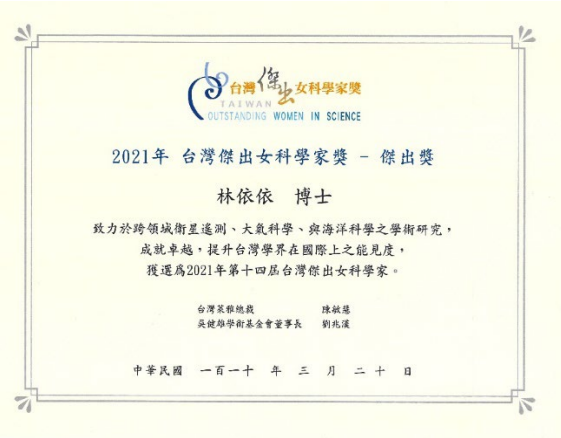 台灣傑出女科學家獎
TAIWAN
OUTSTANDING WOMEN IN SCIENCE
2021年 台灣傑出女科學家獎 - 傑出獎
林依依 博士
致力於跨領域衛星遙測、大氣科學、與海洋科學之學術研究，
成就卓越，提升台灣學界在國際上之能見度，
獲選為2021年第十四屆台灣傑出女科學家。
台灣萊雅總裁 陳敏慧
吳健雄學術基金會董事長 劉兆漢
中華民國 一百一十 年 三 月 二十 日